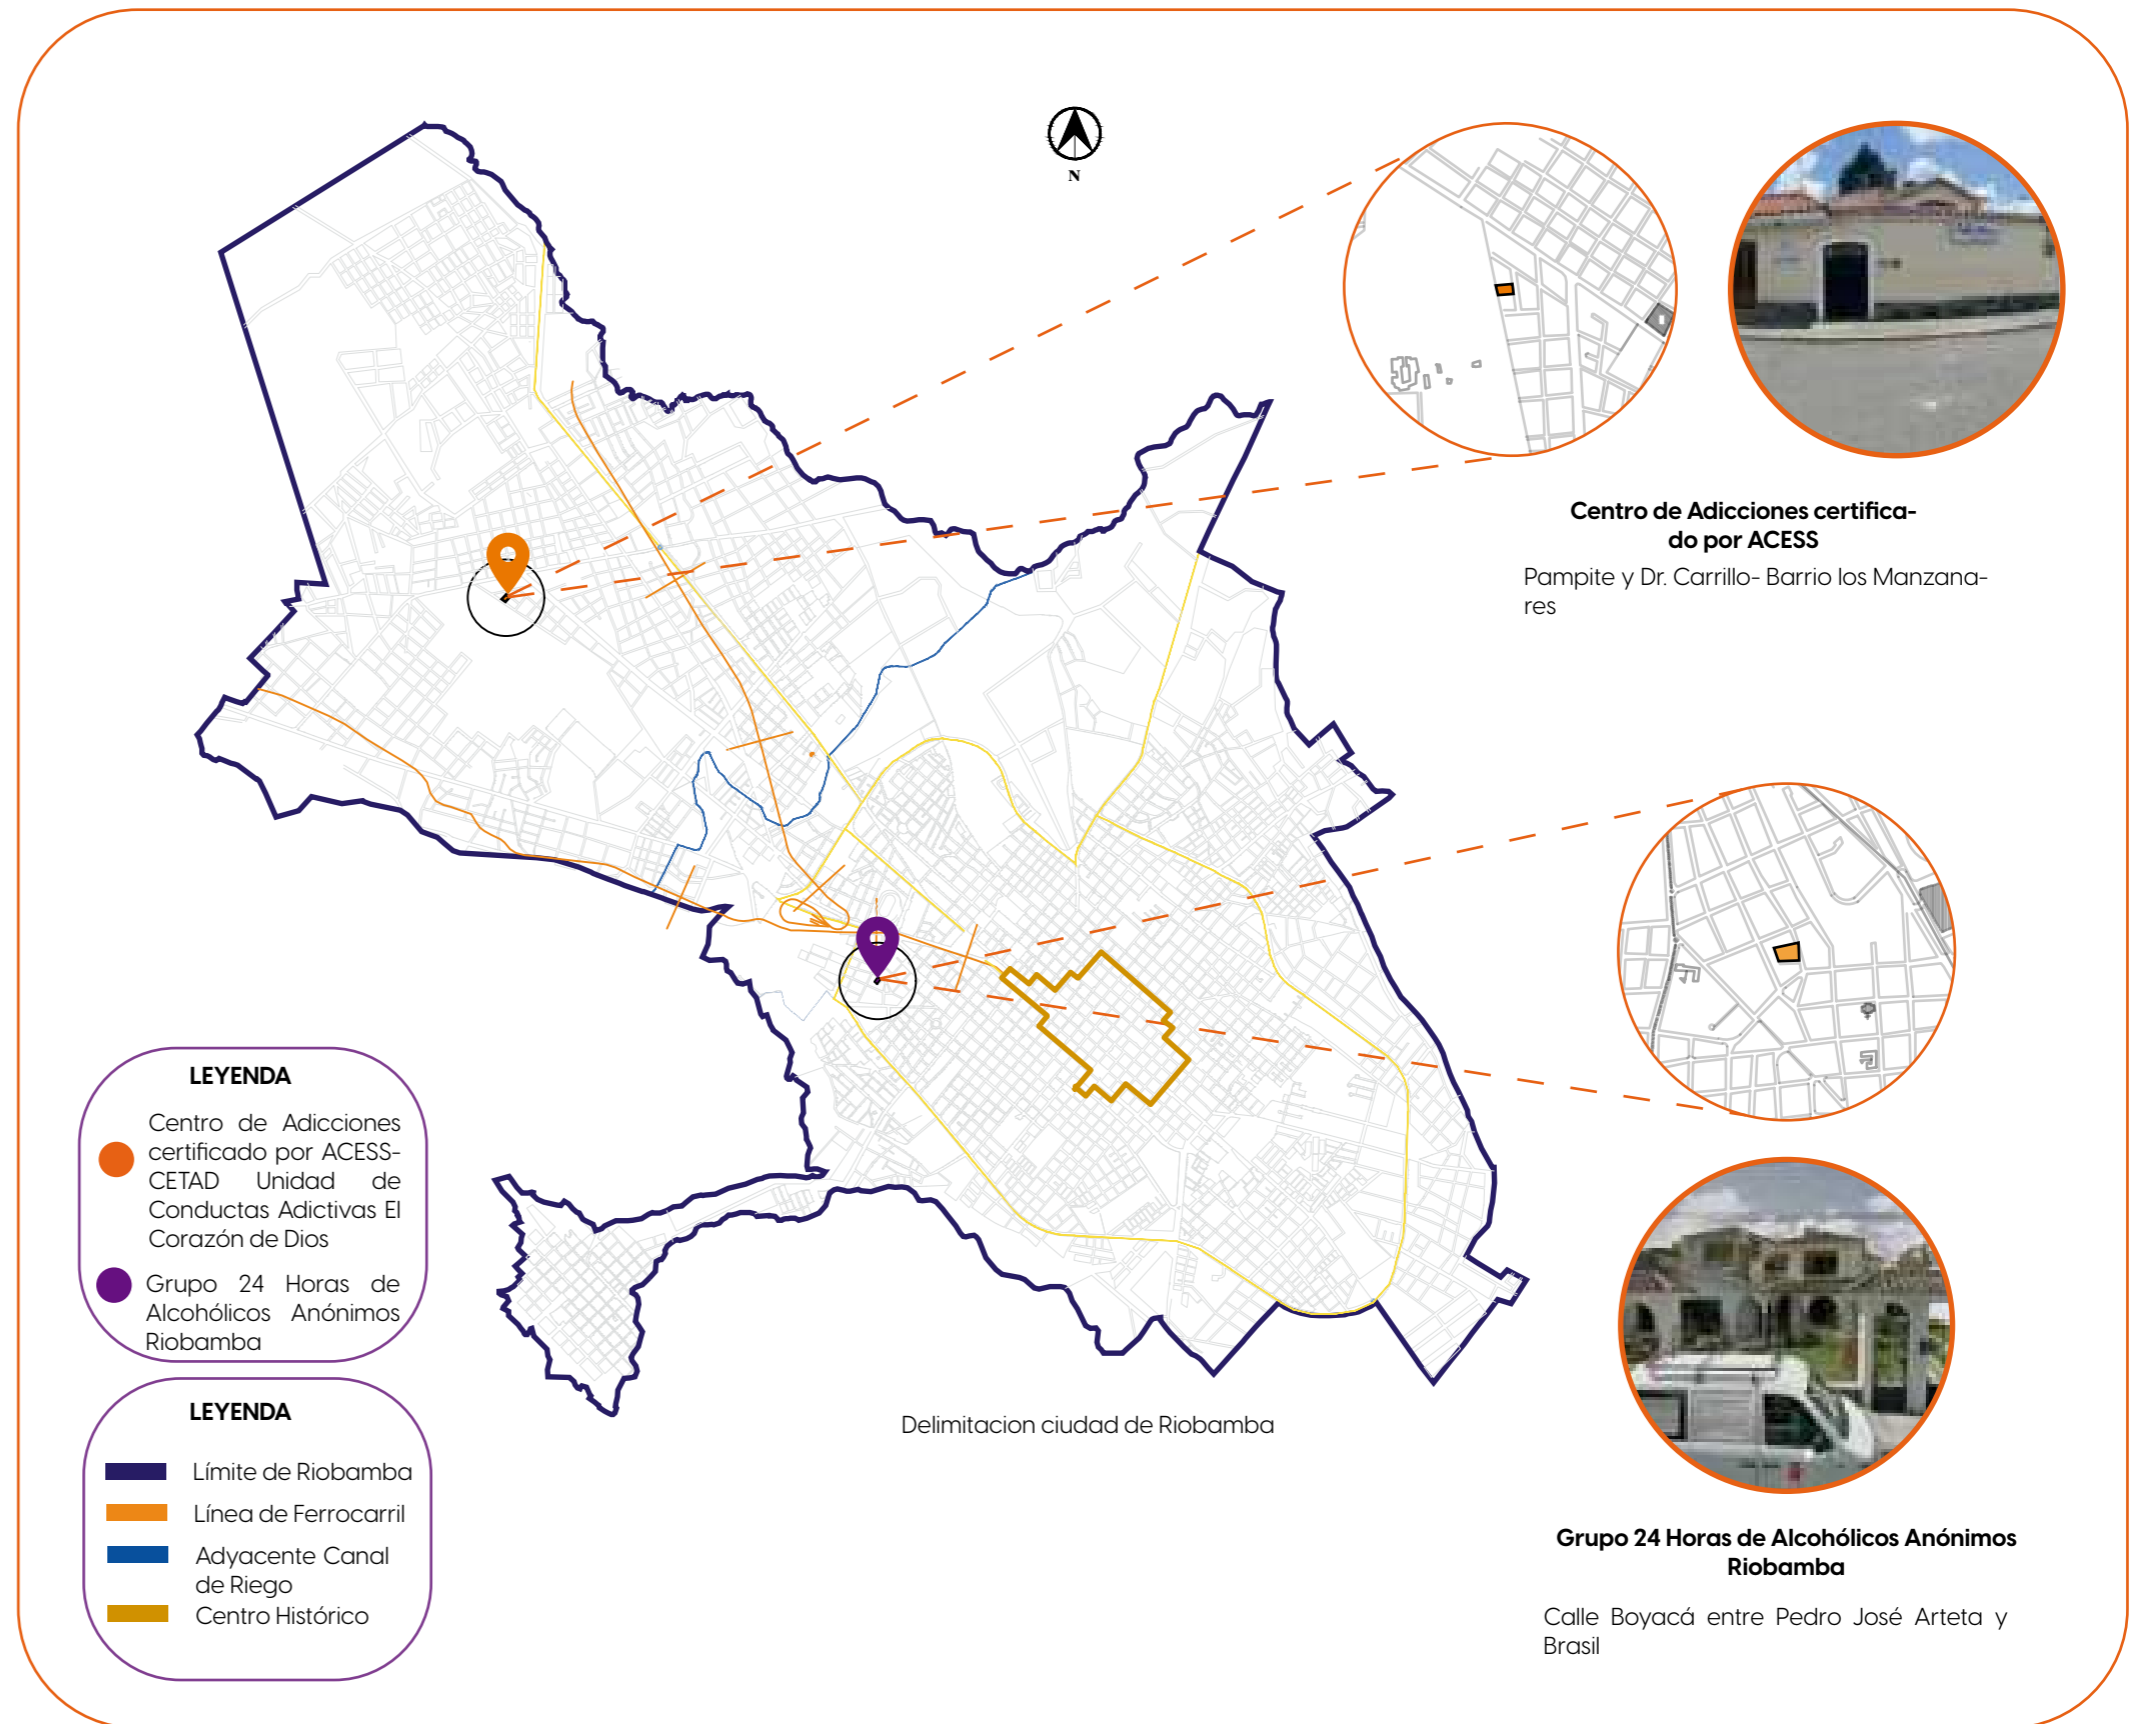 N
Centro de Adicciones certifica-
do por ACESS
Pampite y Dr. Carrillo- Barrio los Manzana-
res
LEYENDA
Centro de Adicciones
certificado por ACESS-
CETAD Unidad de
Conductas Adictivas El
Corazón de Dios
Grupo 24 Horas de
Alcohólicos Anónimos
Riobamba
LEYENDA
Límite de Riobamba
Línea de Ferrocarril
Adyacente Canal
de Riego
Centro Histórico
Delimitacion ciudad de Riobamba
Grupo 24 Horas de Alcohólicos Anónimos
Riobamba
Calle Boyacá entre Pedro José Arteta y
Brasil